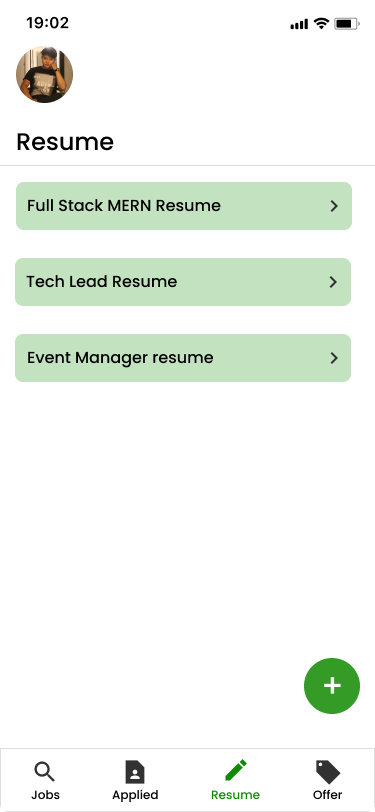 19:02
Resume
Full Stack MERN Resume
Tech Lead Resume
Event Manager resume
+
Jobs
Applied
Resume
Offer